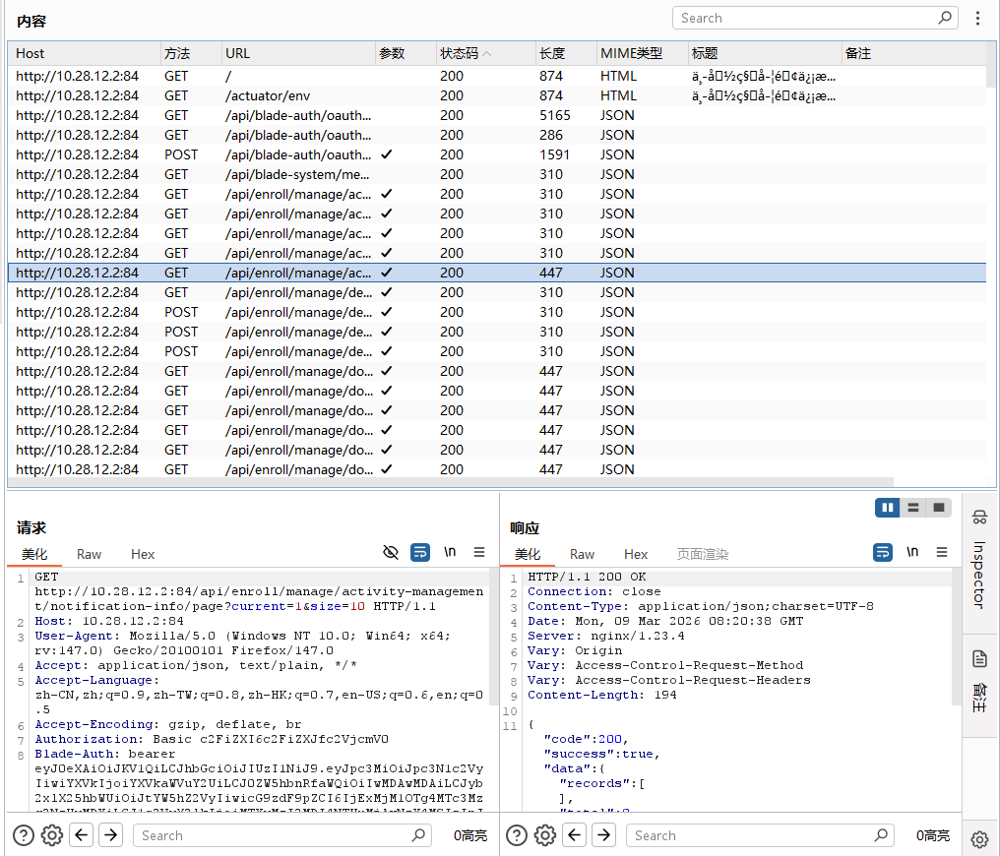 内容
Search
Host 方法 URL 参数 状态码 长度 MIME类型 标题 备注
http://10.28.12.2:84 GET / 200 874 HTML
http://10.28.12.2:84 GET /actuator/env 200 874 HTML
http://10.28.12.2:84 GET /api/blade-auth/oauth... 200 5165 JSON
http://10.28.12.2:84 GET /api/blade-auth/oauth... 200 286 JSON
http://10.28.12.2:84 POST /api/blade-auth/oauth... ✓ 200 1591 JSON
http://10.28.12.2:84 GET /api/blade-system/me... 200 310 JSON
http://10.28.12.2:84 GET /api/enroll/manage/ac... ✓ 200 310 JSON
http://10.28.12.2:84 GET /api/enroll/manage/ac... ✓ 200 310 JSON
http://10.28.12.2:84 GET /api/enroll/manage/ac... ✓ 200 310 JSON
http://10.28.12.2:84 GET /api/enroll/manage/ac... ✓ 200 310 JSON
http://10.28.12.2:84 GET /api/enroll/manage/ac... ✓ 200 447 JSON
http://10.28.12.2:84 GET /api/enroll/manage/de... ✓ 200 310 JSON
http://10.28.12.2:84 POST /api/enroll/manage/de... ✓ 200 310 JSON
http://10.28.12.2:84 POST /api/enroll/manage/de... ✓ 200 310 JSON
http://10.28.12.2:84 POST /api/enroll/manage/de... ✓ 200 310 JSON
http://10.28.12.2:84 GET /api/enroll/manage/do... ✓ 200 447 JSON
http://10.28.12.2:84 GET /api/enroll/manage/do... ✓ 200 447 JSON
http://10.28.12.2:84 GET /api/enroll/manage/do... ✓ 200 447 JSON
http://10.28.12.2:84 GET /api/enroll/manage/do... ✓ 200 447 JSON
http://10.28.12.2:84 GET /api/enroll/manage/do... ✓ 200 447 JSON
http://10.28.12.2:84 GET /api/enroll/manage/do... ✓ 200 447 JSON
请求
美化 Raw Hex \n
1 GET
http://10.28.12.2:84/api/enroll/manage/activity-managemen
t/notification-info/page?current=1&size=10 HTTP/1.1
2 Host: 10.28.12.2:84
3 User-Agent: Mozilla/5.0 (Windows NT 10.0; Win64; x64;
rv:147.0) Gecko/20100101 Firefox/147.0
4 Accept: application/json, text/plain, */*
5 Accept-Language:
zh-CN,zh;q=0.9,zh-TW;q=0.8,zh-HK;q=0.7,en-US;q=0.6,en;q=0
.5
6 Accept-Encoding: gzip, deflate, br
7 Authorization: Basic c2FiZXI6c2FiZXJfc2VjcmV0
8 Blade-Auth: bearer
eyJ0eXAiOiJKV1QiLCJhbGciOiJIUzI1NiJ9.eyJpc3MiOiJpc3N1c2Vy
IiwiYXVkIjoiYXVkaWVuY2UiLCJ0ZW5hbnRfaWQiOiIwMDAwMDAiLCJyb
Search
0高亮
响应
美化 Raw Hex 页面渲染 \n
1 HTTP/1.1 200 OK
2 Connection: close
3 Content-Type: application/json;charset=UTF-8
4 Date: Mon, 09 Mar 2026 08:20:38 GMT
5 Server: nginx/1.23.4
6 Vary: Origin
7 Vary: Access-Control-Request-Method
8 Vary: Access-Control-Request-Headers
9 Content-Length: 194
10
11 {
"code":200,
"success":true,
"data":{
"records":[
],
Search
0高亮
Inspector
备注